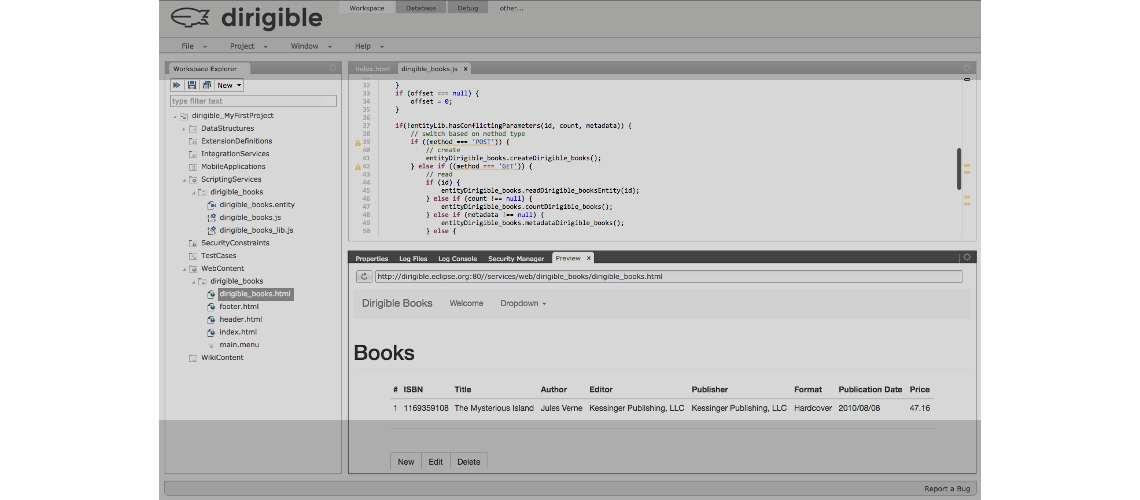 dirigible
Workspace Database Debug other...
File Project Window Help
Workspace Explorer
New
type filter text
dirigible_MyFirstProject
DataStructures
ExtensionDefinitions
IntegrationServices
MobileApplications
ScriptingServices
dirigible_books
dirigible_books.entity
dirigible_books.js
dirigible_books_lib.js
SecurityConstraints
TestCases
WebContent
dirigible_books
dirigible_books.html
footer.html
header.html
index.html
main.menu
WikiContent
index.html dirigible_books.js x
32 }
33 if (offset === null) {
34 offset = 0;
35 }
36
37 if(!entityLib.hasConflictingParameters(id, count, metadata)) {
38 // switch based on method type
39 if ((method === 'POST')) {
40 // create
41 entityDirigible_books.createDirigible_books();
42 } else if ((method === 'GET')) {
43 // read
44 if (id) {
45 entityDirigible_books.readDirigible_booksEntity(id);
46 } else if (count !== null) {
47 entityDirigible_books.countDirigible_books();
48 } else if (metadata !== null) {
49 entityDirigible_books.metadataDirigible_books();
50 } else {
Properties Log Files Log Console Security Manager Preview x
http://dirigible.eclipse.org:80//services/web/dirigible_books/dirigible_books.html
Dirigible Books Welcome Dropdown
Books
# ISBN Title Author Editor Publisher Format Publication Date Price
1 1169359108 The Mysterious Island Jules Verne Kessinger Publishing, LLC Kessinger Publishing, LLC Hardcover 2010/08/08 47.16
New Edit Delete
Report a Bug